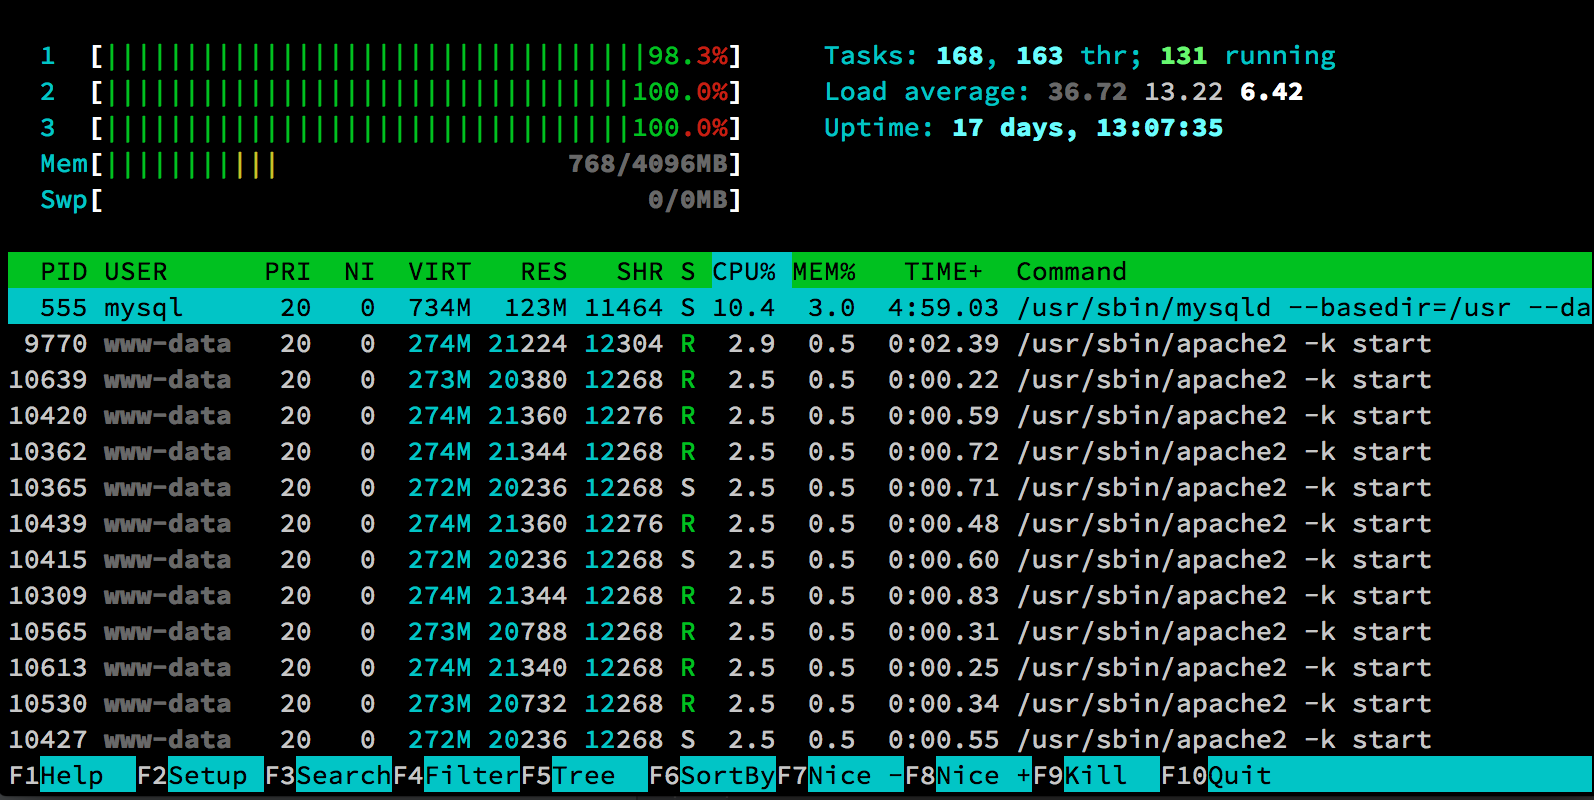 1 [||||||||||||||||||||||||||||||||||98.3%] Tasks: 168, 163 thr; 131 running
2 [|||||||||||||||||||||||||||||||||100.0%] Load average: 36.72 13.22 6.42
3 [|||||||||||||||||||||||||||||||||100.0%] Uptime: 17 days, 13:07:35
Mem[||||||||||| 768/4096MB]
Swp[ 0/0MB]
PID USER PRI NI VIRT RES SHR S CPU% MEM% TIME+ Command
555 mysql 20 0 734M 123M 11464 S 10.4 3.0 4:59.03 /usr/sbin/mysqld --basedir=/usr --da
9770 www-data 20 0 274M 21224 12304 R 2.9 0.5 0:02.39 /usr/sbin/apache2 -k start
10639 www-data 20 0 273M 20380 12268 R 2.5 0.5 0:00.22 /usr/sbin/apache2 -k start
10420 www-data 20 0 274M 21360 12276 R 2.5 0.5 0:00.59 /usr/sbin/apache2 -k start
10362 www-data 20 0 274M 21344 12268 R 2.5 0.5 0:00.72 /usr/sbin/apache2 -k start
10365 www-data 20 0 272M 20236 12268 S 2.5 0.5 0:00.71 /usr/sbin/apache2 -k start
10439 www-data 20 0 274M 21360 12276 R 2.5 0.5 0:00.48 /usr/sbin/apache2 -k start
10415 www-data 20 0 272M 20236 12268 S 2.5 0.5 0:00.60 /usr/sbin/apache2 -k start
10309 www-data 20 0 274M 21344 12268 R 2.5 0.5 0:00.83 /usr/sbin/apache2 -k start
10565 www-data 20 0 273M 20788 12268 R 2.5 0.5 0:00.31 /usr/sbin/apache2 -k start
10613 www-data 20 0 274M 21340 12268 R 2.5 0.5 0:00.25 /usr/sbin/apache2 -k start
10530 www-data 20 0 273M 20732 12268 R 2.5 0.5 0:00.34 /usr/sbin/apache2 -k start
10427 www-data 20 0 272M 20236 12268 S 2.5 0.5 0:00.55 /usr/sbin/apache2 -k start
F1Help F2Setup F3SearchF4FilterF5Tree F6SortByF7Nice -F8Nice +F9Kill F10Quit